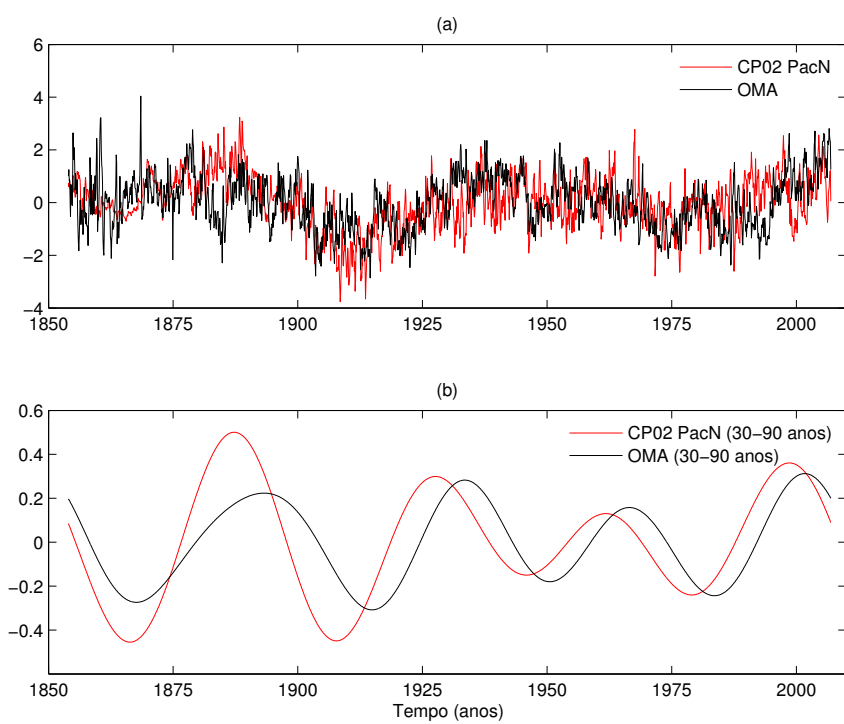 (a)
6
4
2
0
−2
−4
CP02 PacN
OMA
1850 1875 1900 1925 1950 1975 2000
(b)
0.6
0.4
0.2
0
−0.2
−0.4
CP02 PacN (30−90 anos)
OMA (30−90 anos)
1850 1875 1900 1925 1950 1975 2000
Tempo (anos)